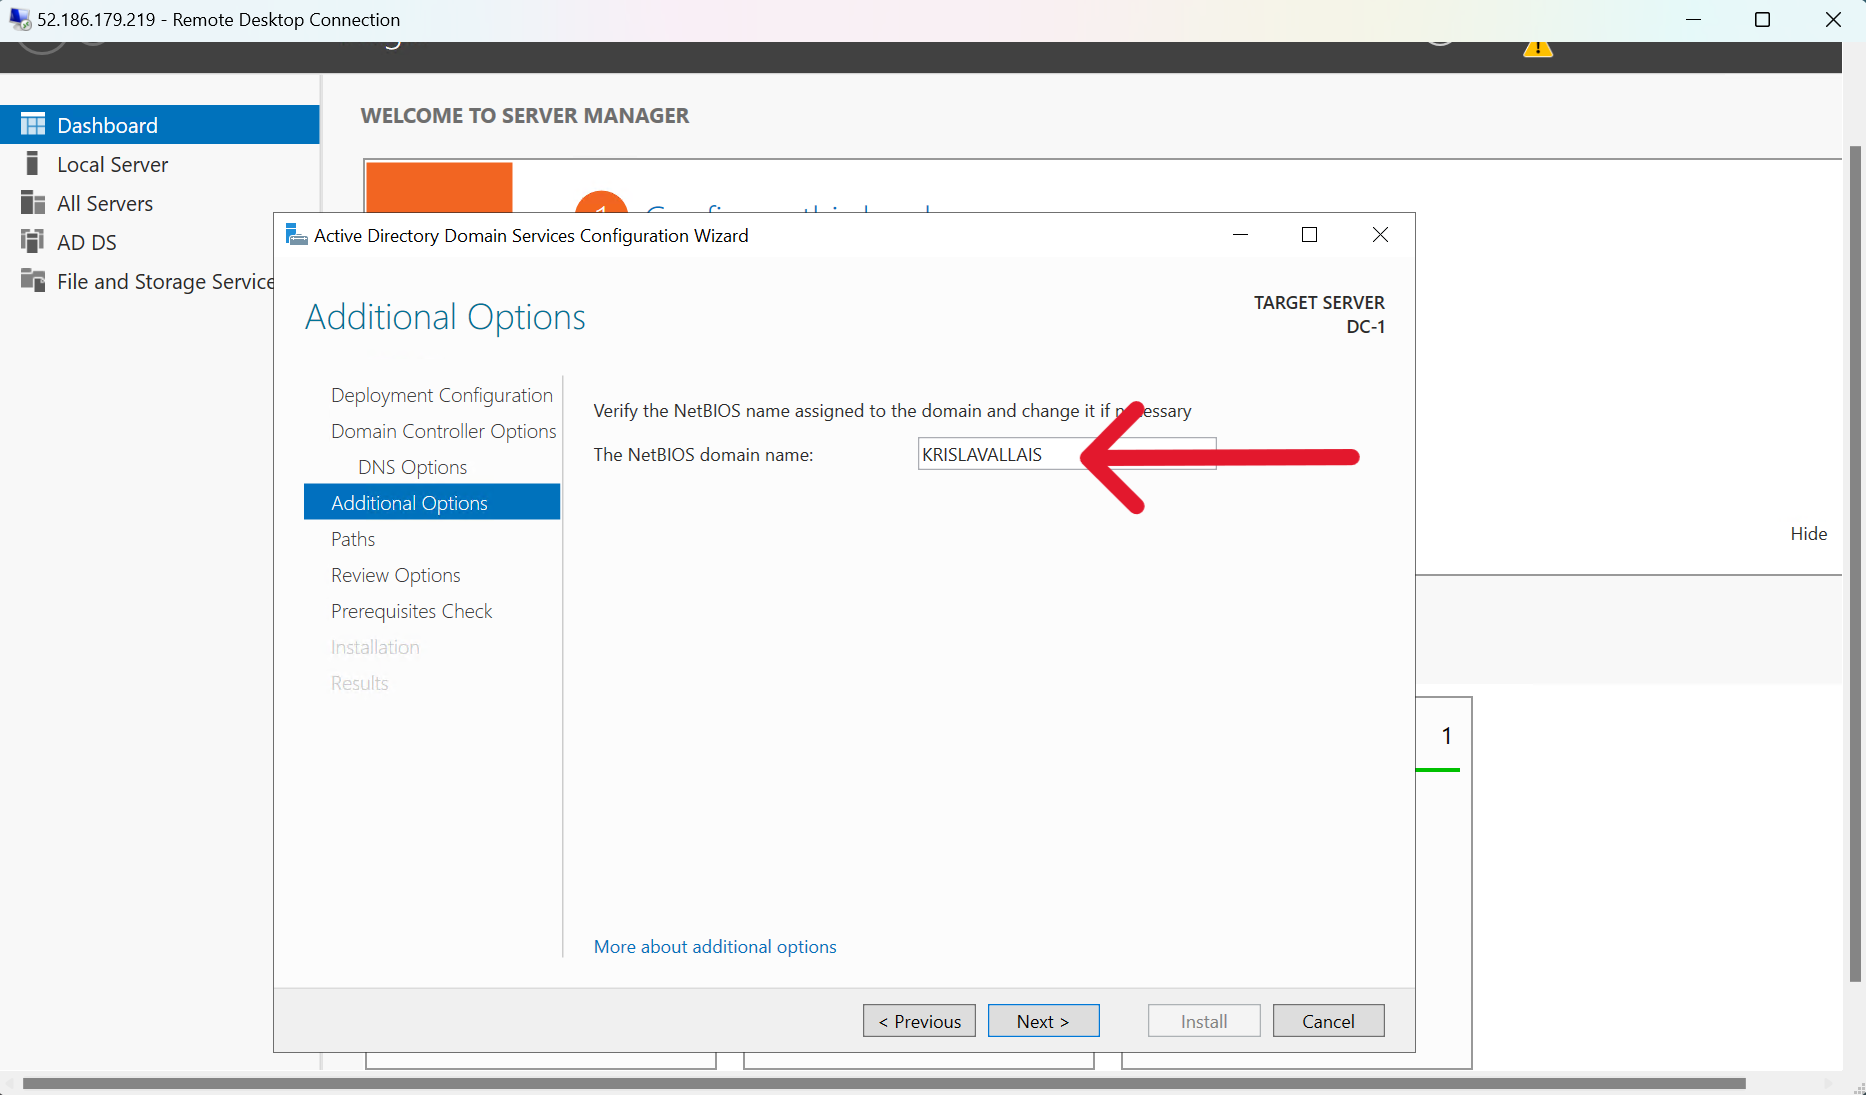 52.186.179.219 - Remote Desktop Connection
Dashboard
Local Server
All Servers
AD DS
File and Storage Service
WELCOME TO SERVER MANAGER
1
Active Directory Domain Services Configuration Wizard
Additional Options
TARGET SERVER
DC-1
Deployment Configuration
Domain Controller Options
DNS Options
Additional Options
Paths
Review Options
Prerequisites Check
Installation
Results
Verify the NetBIOS name assigned to the domain and change it if necessary
The NetBIOS domain name:
KRISLAVALLAIS
More about additional options
< Previous
Next >
Install
Cancel
Hide
1